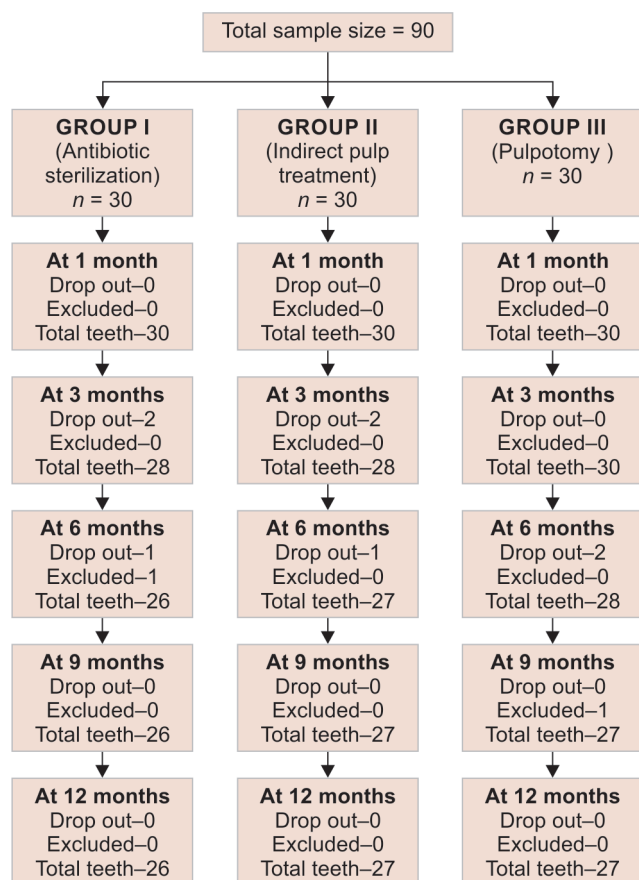 Total sample size = 90
GROUP I
(Antibiotic
sterilization)
n = 30
GROUP II
(Indirect pulp
treatment)
n = 30
GROUP III
(Pulpotomy )
n = 30
At 1 month
Drop out–0
Excluded–0
Total teeth–30
At 1 month
Drop out–0
Excluded–0
Total teeth–30
At 1 month
Drop out–0
Excluded–0
Total teeth–30
At 3 months
Drop out–2
Excluded–0
Total teeth–28
At 3 months
Drop out–2
Excluded–0
Total teeth–28
At 3 months
Drop out–0
Excluded–0
Total teeth–30
At 6 months
Drop out–1
Excluded–1
Total teeth–26
At 6 months
Drop out–1
Excluded–0
Total teeth–27
At 6 months
Drop out–2
Excluded–0
Total teeth–28
At 9 months
Drop out–0
Excluded–0
Total teeth–26
At 9 months
Drop out–0
Excluded–0
Total teeth–27
At 9 months
Drop out–0
Excluded–1
Total teeth–27
At 12 months
Drop out–0
Excluded–0
Total teeth–26
At 12 months
Drop out–0
Excluded–0
Total teeth–27
At 12 months
Drop out–0
Excluded–0
Total teeth–27